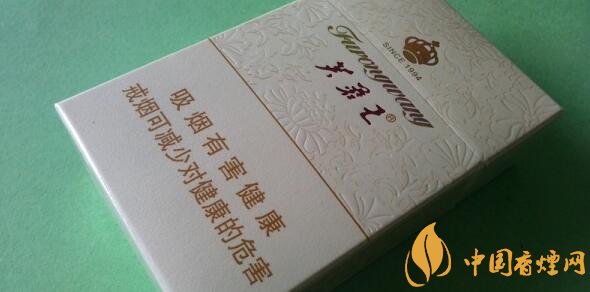 SINCE 1994
Furongwang
芙蓉王®
吸烟有害健康
戒烟可减少对健康的危害
中国香烟网